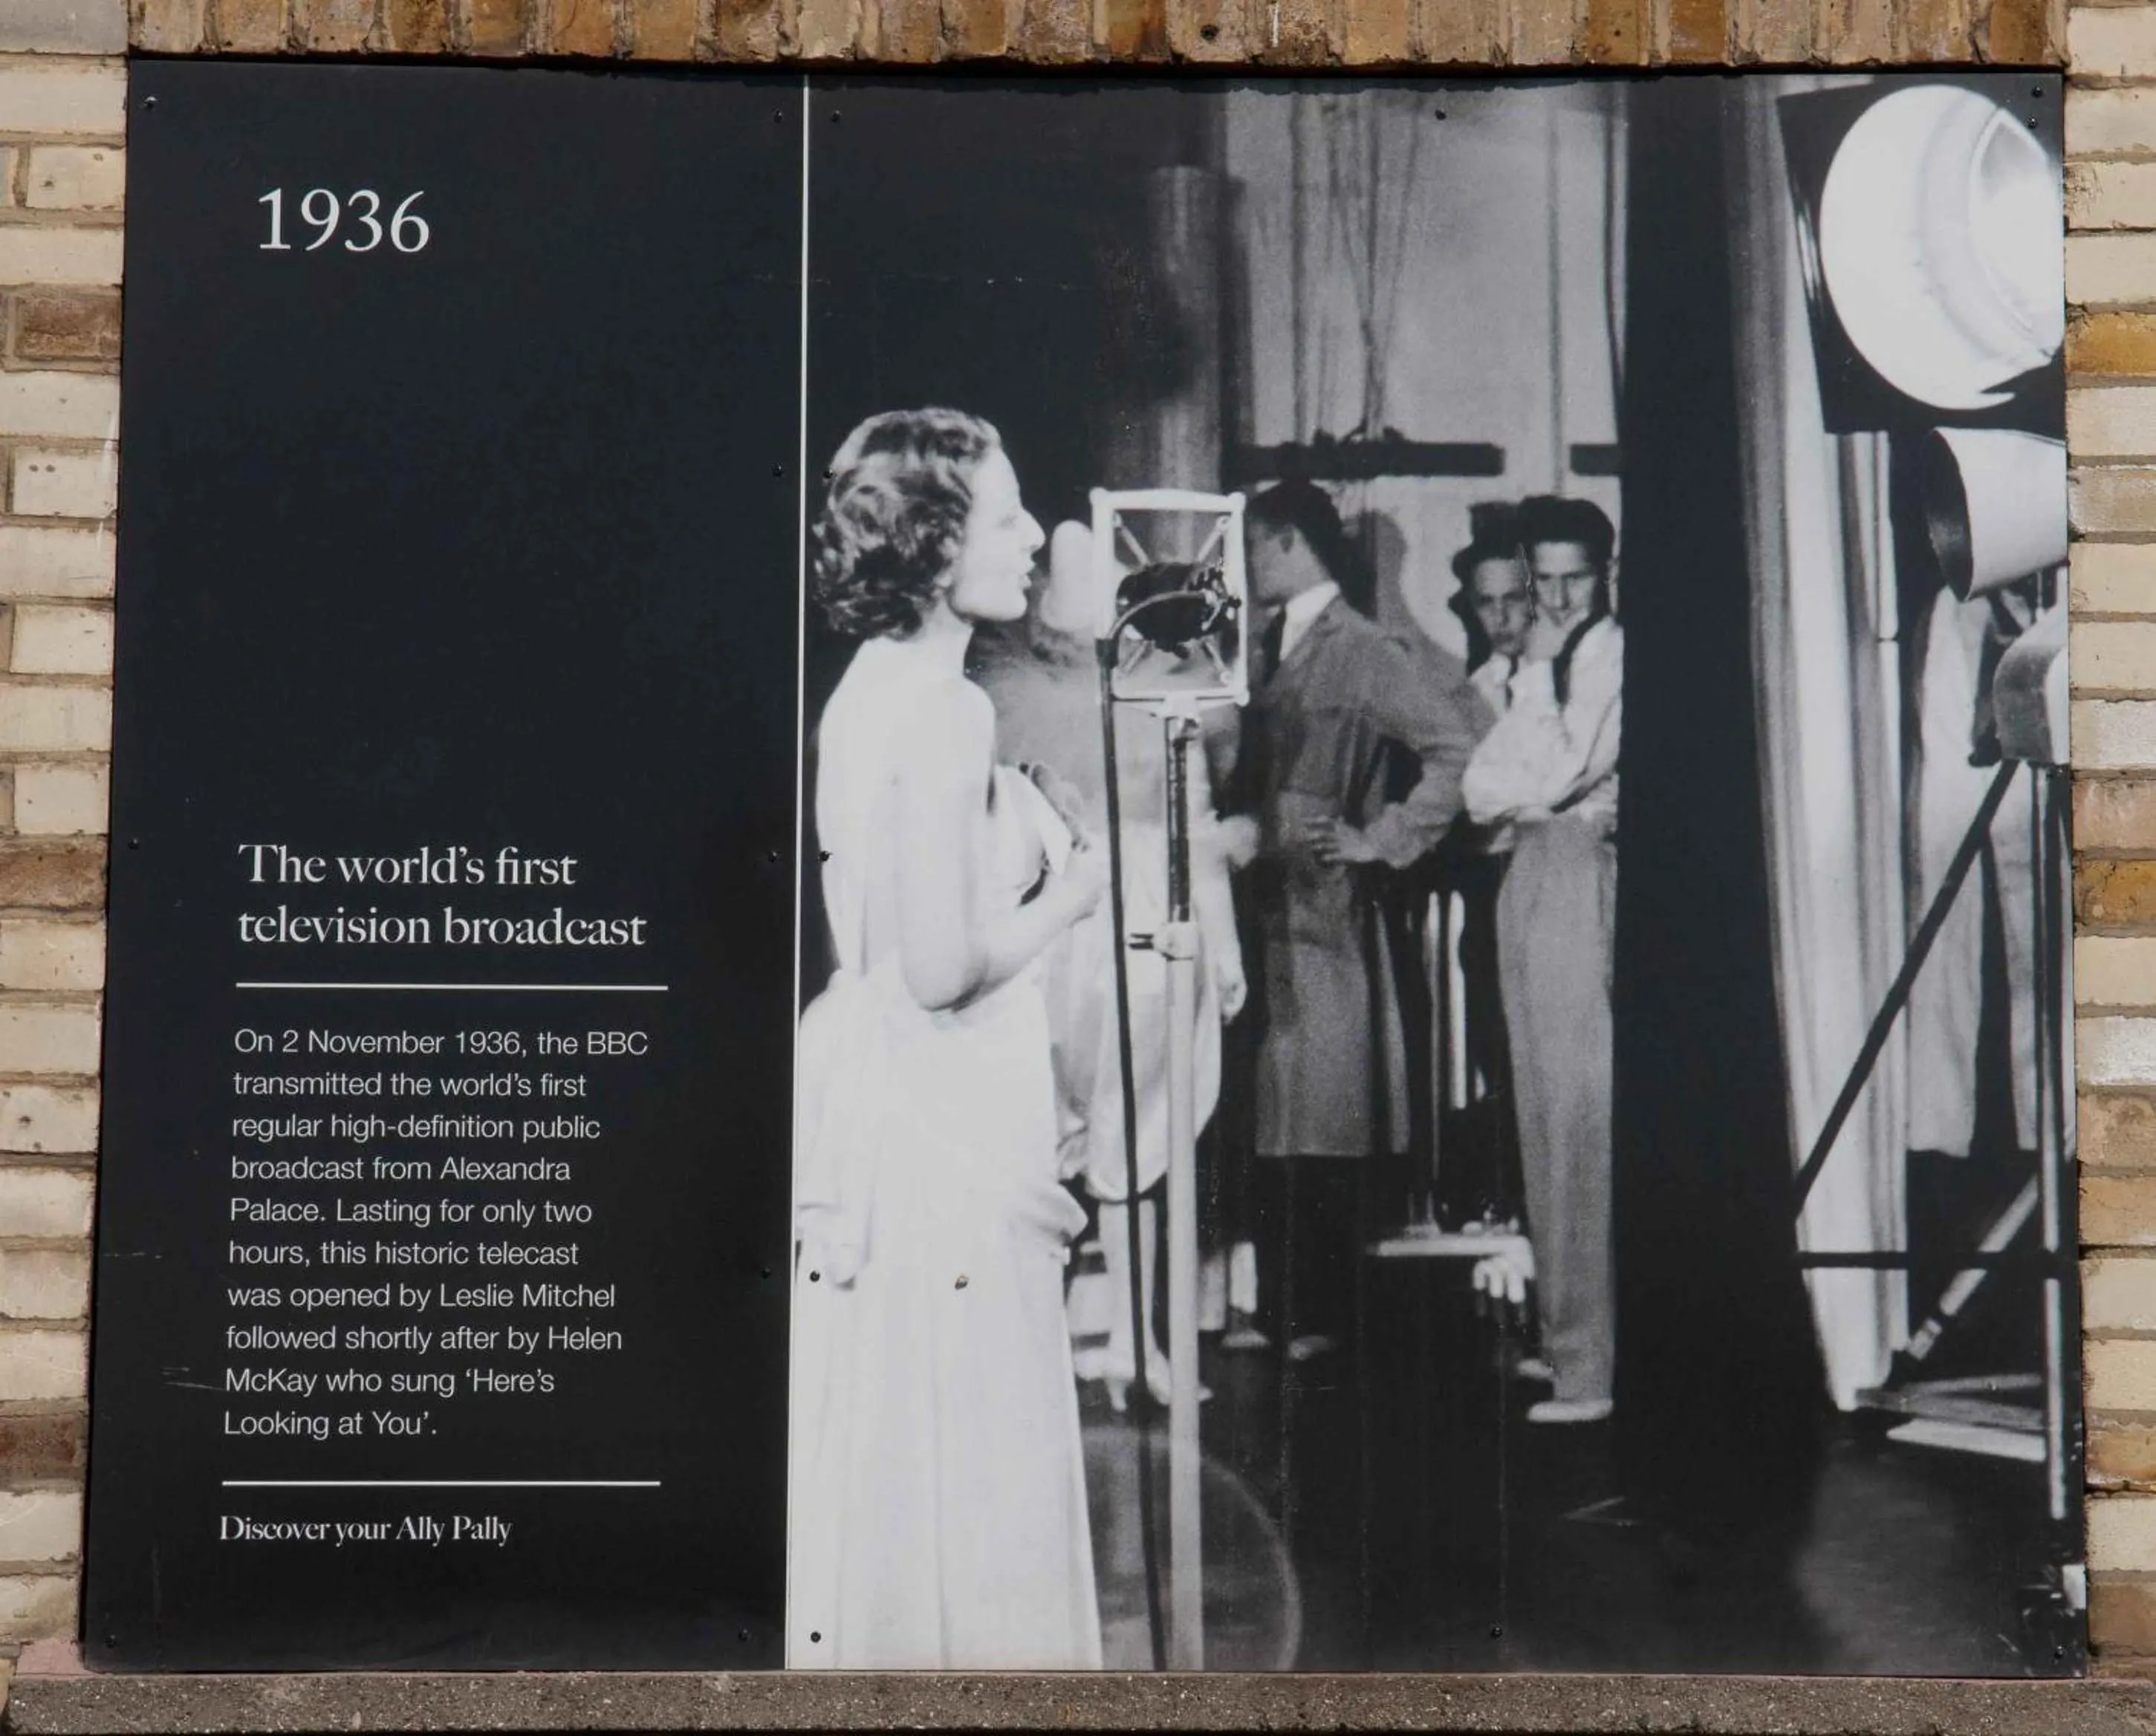 1936
The world's first
television broadcast
On 2 November 1936, the BBC
transmitted the world's first
regular high-definition public
broadcast from Alexandra
Palace. Lasting for only two
hours, this historic telecast
was opened by Leslie Mitchel
followed shortly after by Helen
McKay who sung ‘Here's
Looking at You’.
Discover your Ally Pally